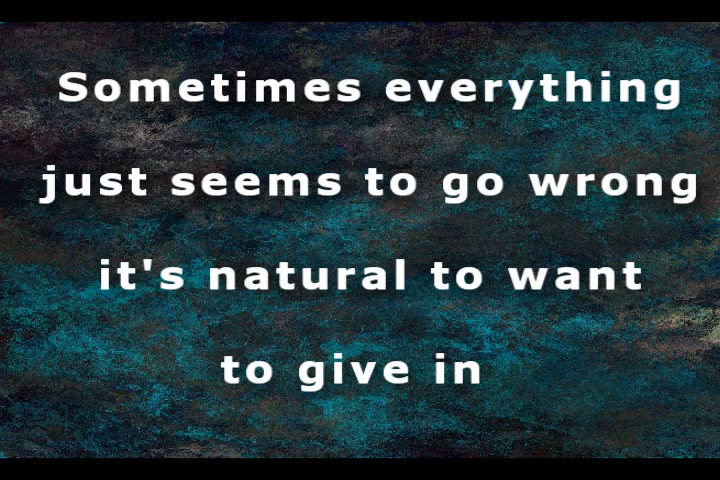 Sometimes everything
just seems to go wrong
it's natural to want
to give in